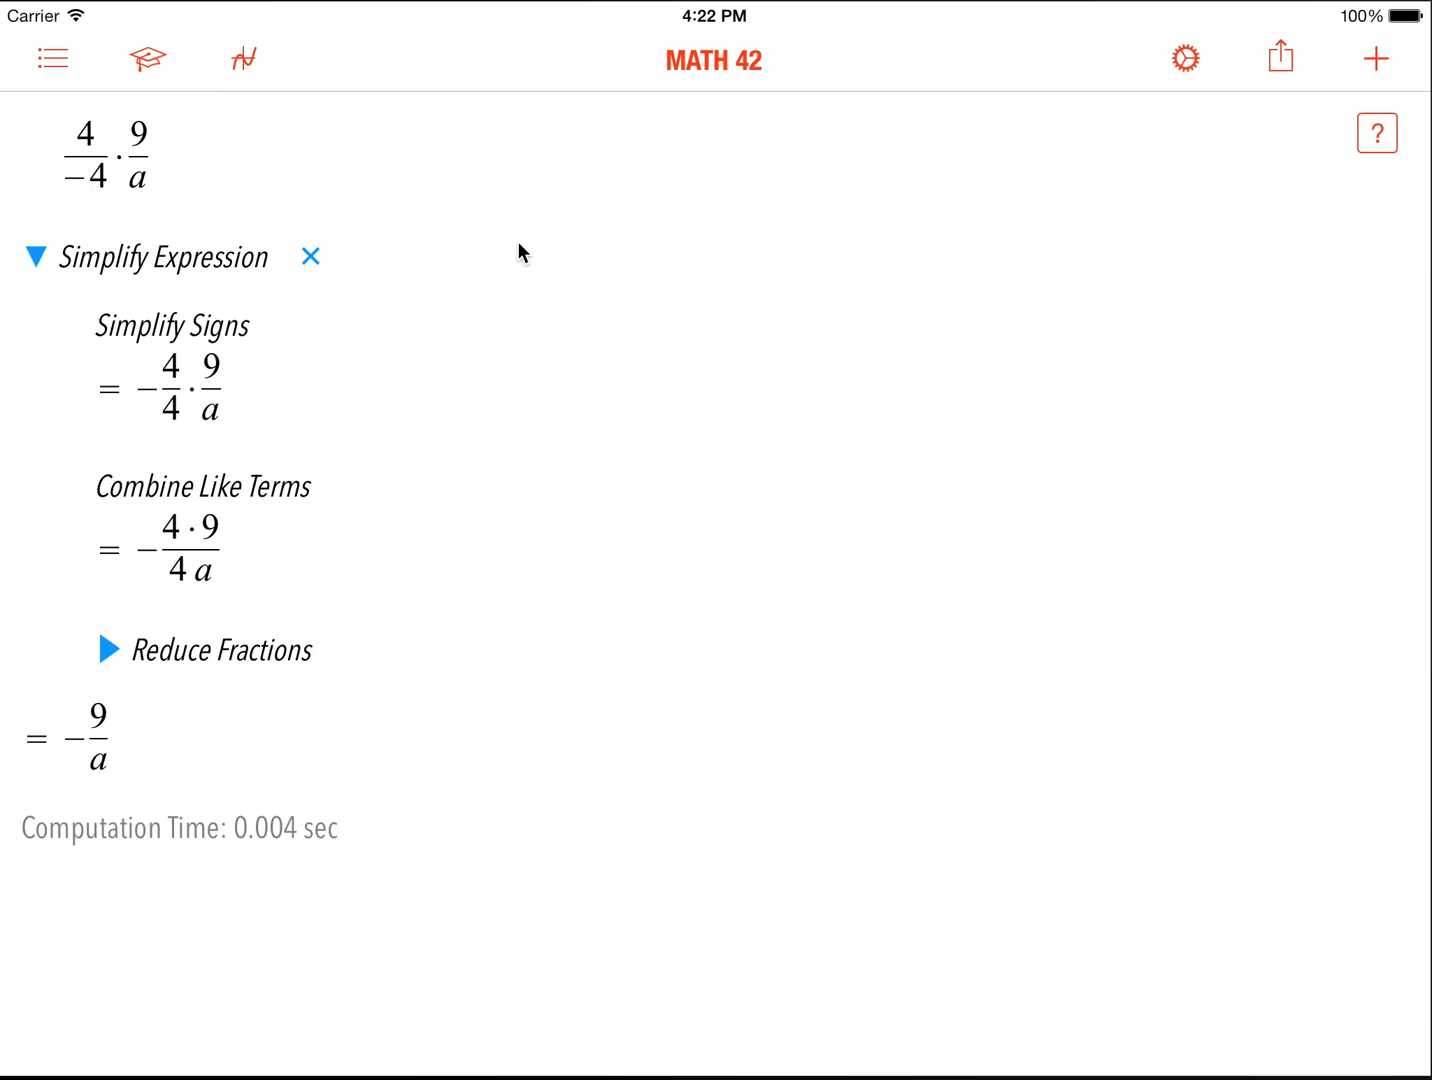 Carrier 4:22 PM 100%
MATH 42
4/−4 · 9/a
?
Simplify Expression ×
Simplify Signs
= −4/4 · 9/a
Combine Like Terms
= −4 · 9/4 a
Reduce Fractions
= −9/a
Computation Time: 0.004 sec